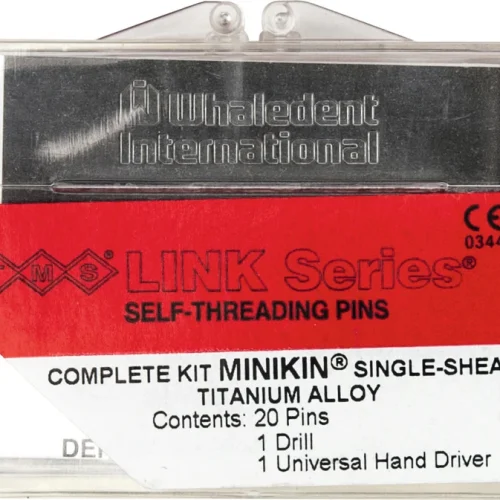 Whaledent
International
CE
0344
TMS® LINK Series®
SELF-THREADING PINS
COMPLETE KIT MINIKIN® SINGLE-SHEA
TITANIUM ALLOY
Contents: 20 Pins
1 Drill
1 Universal Hand Driver